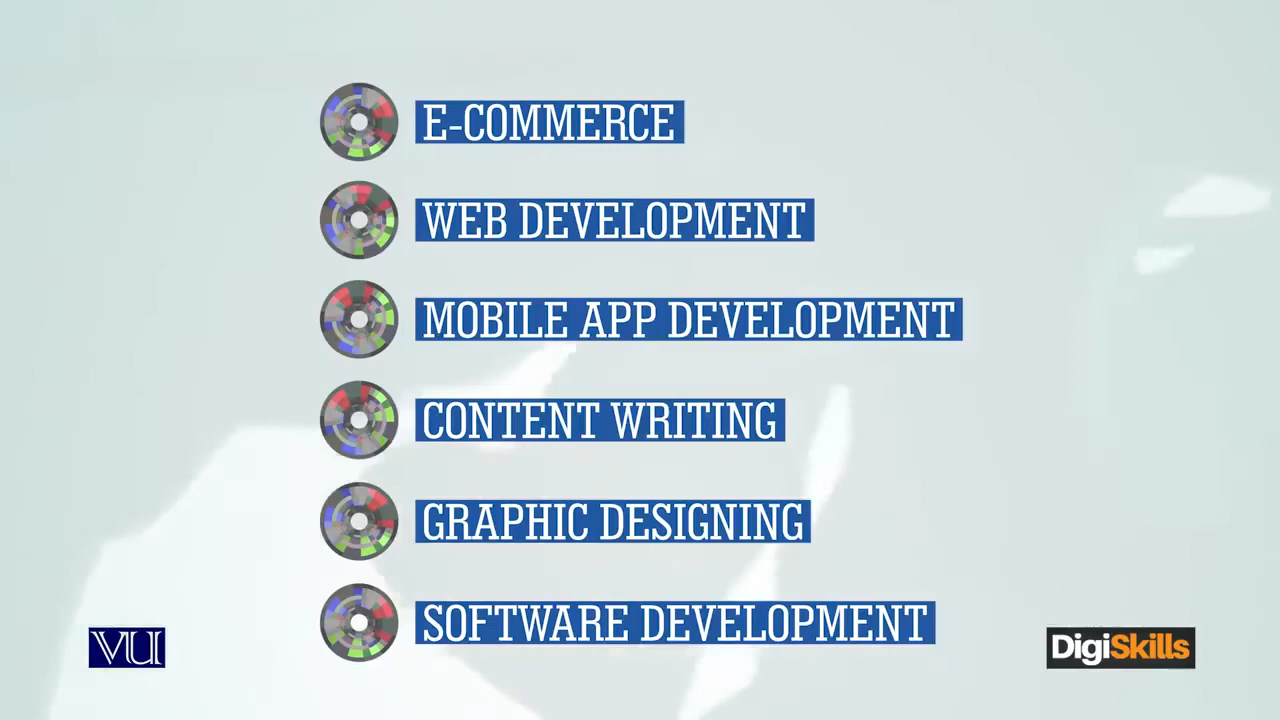 E-COMMERCE
WEB DEVELOPMENT
MOBILE APP DEVELOPMENT
CONTENT WRITING
GRAPHIC DESIGNING
SOFTWARE DEVELOPMENT
VU
DigiSkills